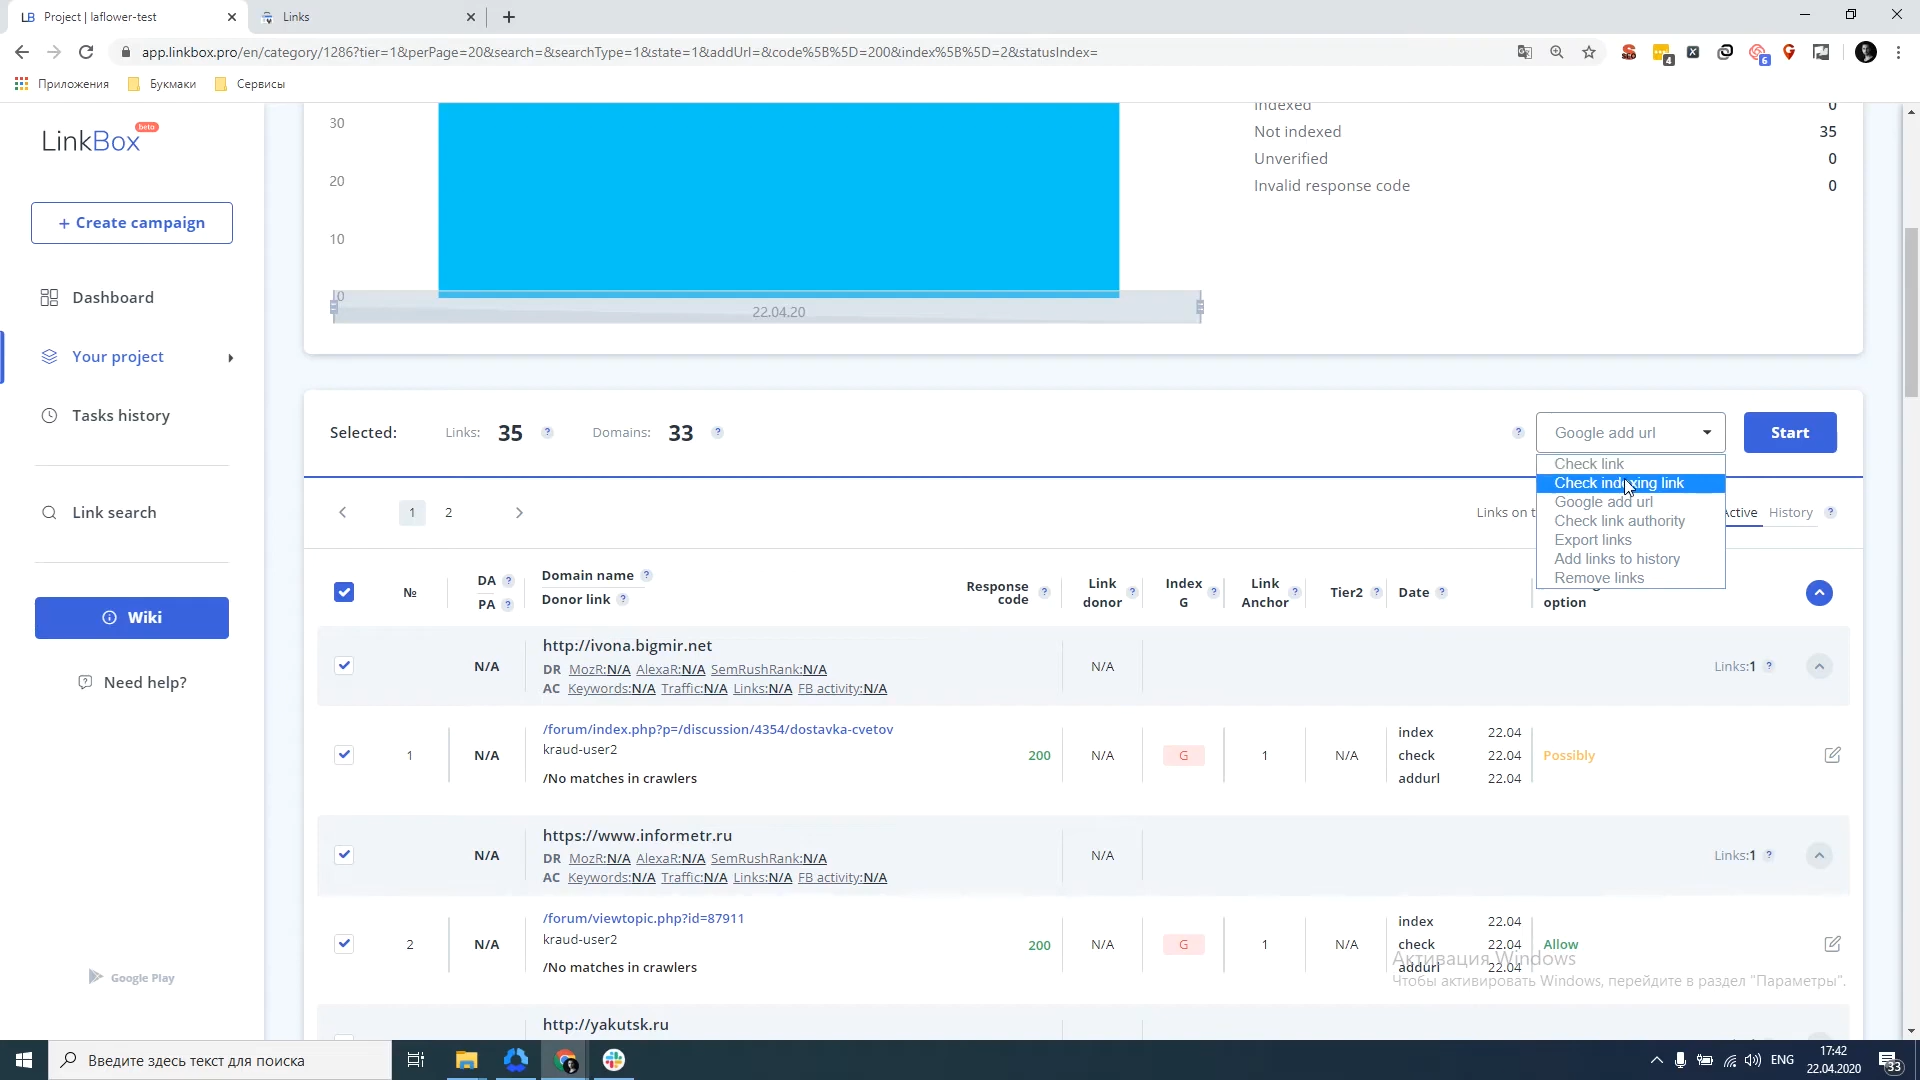 LB Project | laflower-test
Links
app.linkbox.pro/en/category/1286?tier=1&perPage=20&search=&searchType=1&state=1&addUrl=&code%5B%5D=200&index%5B%5D=2&statusIndex=
SEO
4
6
Приложения Букмаки Сервисы
LinkBox beta
+ Create campaign
Dashboard
Your project
Tasks history
Link search
Wiki
Need help?
Google Play
30
20
10
0
22.04.20
Indexed 0
Not indexed 35
Unverified 0
Invalid response code 0
Selected: Links: 35 ? Domains: 33 ?
? Google add url Start
Check link
Check indexing link
Google add url
Check link authority
Export links
Add links to history
Remove links
1 2
Links on t
Active History ?
№
DA ?
PA ?
Domain name ?
Donor link ?
Response code ?
Link donor ?
Index G ?
Link Anchor ?
Tier2 ?
Date ?
option
N/A
http://ivona.bigmir.net
DR MozR:N/A AlexaR:N/A SemRushRank:N/A
AC Keywords:N/A Traffic:N/A Links:N/A FB activity:N/A
N/A
Links:1 ?
1
N/A
/forum/index.php?p=/discussion/4354/dostavka-cvetov
kraud-user2
/No matches in crawlers
200
N/A
G
1
N/A
index 22.04
check 22.04
addurl 22.04
Possibly
N/A
https://www.informetr.ru
DR MozR:N/A AlexaR:N/A SemRushRank:N/A
AC Keywords:N/A Traffic:N/A Links:N/A FB activity:N/A
N/A
Links:1 ?
2
N/A
/forum/viewtopic.php?id=87911
kraud-user2
/No matches in crawlers
200
N/A
G
1
N/A
index 22.04
check 22.04
addurl 22.04
Allow
Активация Windows
Чтобы активировать Windows, перейдите в раздел "Параметры".
http://yakutsk.ru
Введите здесь текст для поиска
ENG
17:42
22.04.2020
33